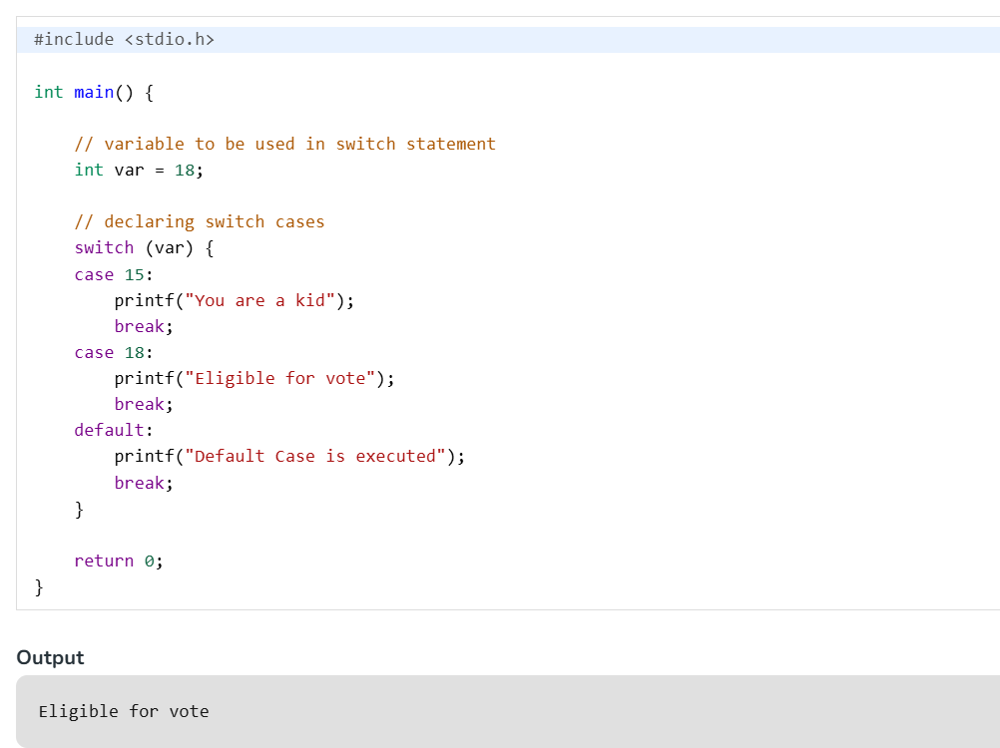 #include <stdio.h>
int main() {
    // variable to be used in switch statement
    int var = 18;
    // declaring switch cases
    switch (var) {
    case 15:
        printf("You are a kid");
        break;
    case 18:
        printf("Eligible for vote");
        break;
    default:
        printf("Default Case is executed");
        break;
    }
    return 0;
}
Output
Eligible for vote